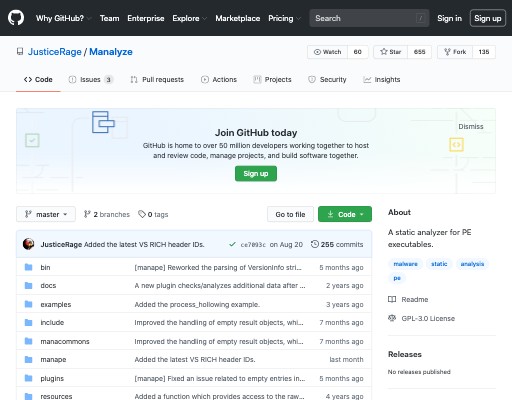 Why GitHub? Team Enterprise Explore Marketplace Pricing Search / Sign in Sign up
JusticeRage / Manalyze Watch 60 Star 655 Fork 135
Code Issues 3 Pull requests Actions Projects Security Insights
Join GitHub today
Dismiss
GitHub is home to over 50 million developers working together to host
and review code, manage projects, and build software together.
Sign up
master 2 branches 0 tags Go to file Code
JusticeRage Added the latest VS RICH header IDs. ce7093c on Aug 20 255 commits
bin [manape] Reworked the parsing of VersionInfo stri... 5 months ago
docs A new plugin checks/analyzes additional data after ... 2 years ago
examples Added the process_hollowing example. 3 years ago
include Improved the handling of empty result objects, whi... 7 months ago
manacommons Improved the handling of empty result objects, whi... 7 months ago
manape Added the latest VS RICH header IDs. last month
plugins [manape] Fixed an issue related to empty entries in... 5 months ago
resources Added a function which provides access to the raw... 4 years ago
About
A static analyzer for PE
executables.
malware static analysis
pe
Readme
GPL-3.0 License
Releases
No releases published